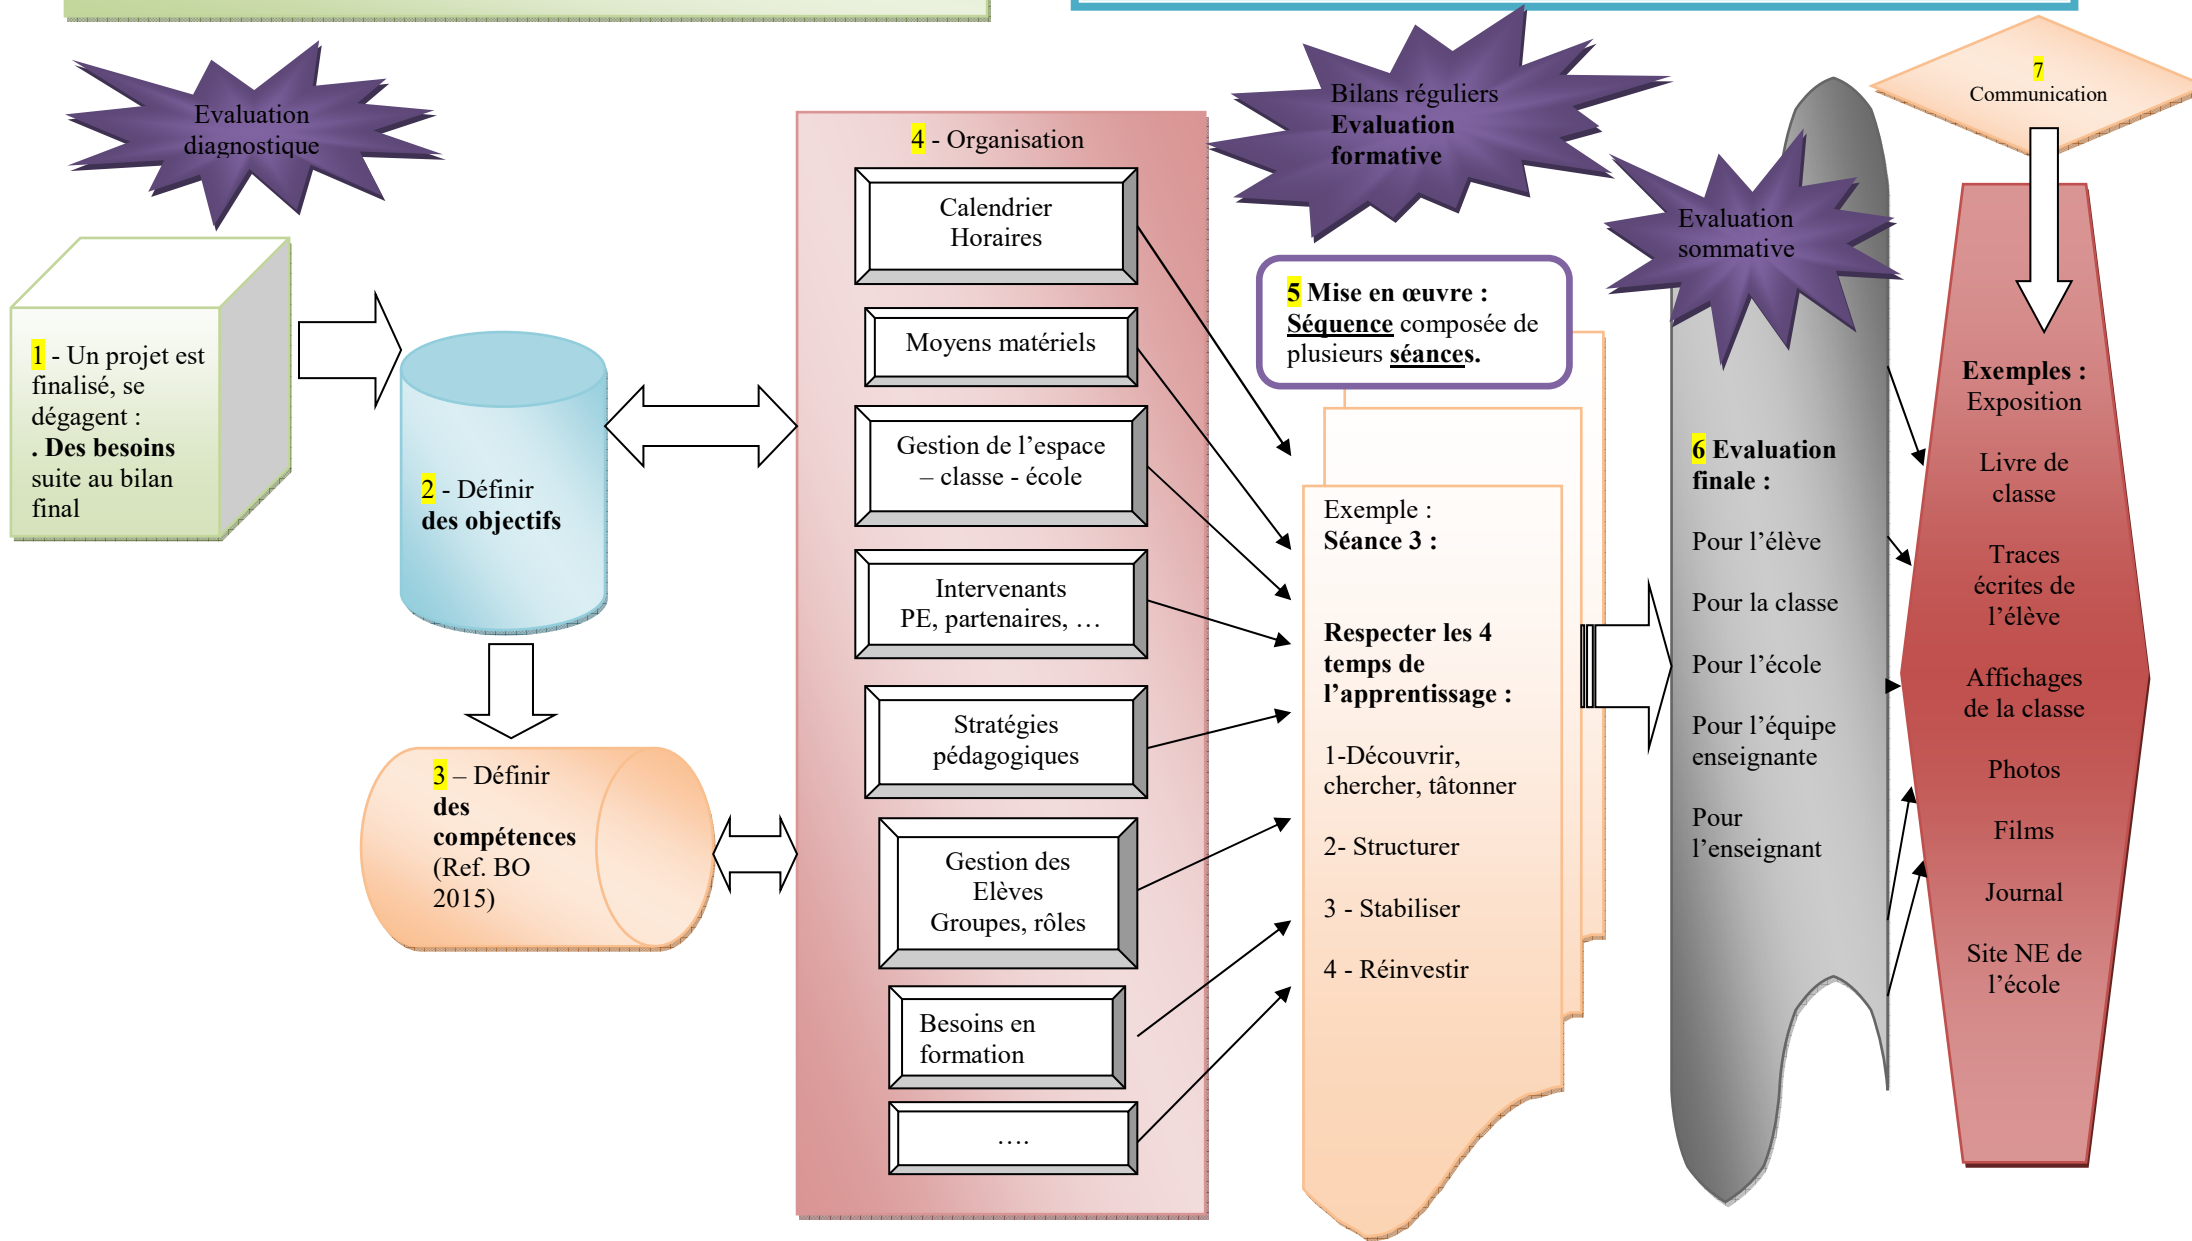 Evaluation
diagnostique
1 - Un projet est
finalisé, se
dégagent :
. Des besoins
suite au bilan
final
2 - Définir
des objectifs
3 – Définir
des
compétences
(Ref. BO
2015)
4 - Organisation
Calendrier
Horaires
Moyens matériels
Gestion de l’espace
– classe - école
Intervenants
PE, partenaires, …
Stratégies
pédagogiques
Gestion des
Elèves
Groupes, rôles
Besoins en
formation
….
Bilans réguliers
Evaluation
formative
5 Mise en œuvre :
Séquence composée de
plusieurs séances.
Exemple :
Séance 3 :
Respecter les 4
temps de
l’apprentissage :
1-Découvrir,
chercher, tâtonner
2- Structurer
3 - Stabiliser
4 - Réinvestir
Evaluation
sommative
6 Evaluation
finale :
Pour l’élève
Pour la classe
Pour l’école
Pour l’équipe
enseignante
Pour
l’enseignant
7
Communication
Exemples :
Exposition
Livre de
classe
Traces
écrites de
l’élève
Affichages
de la classe
Photos
Films
Journal
Site NE de
l’école